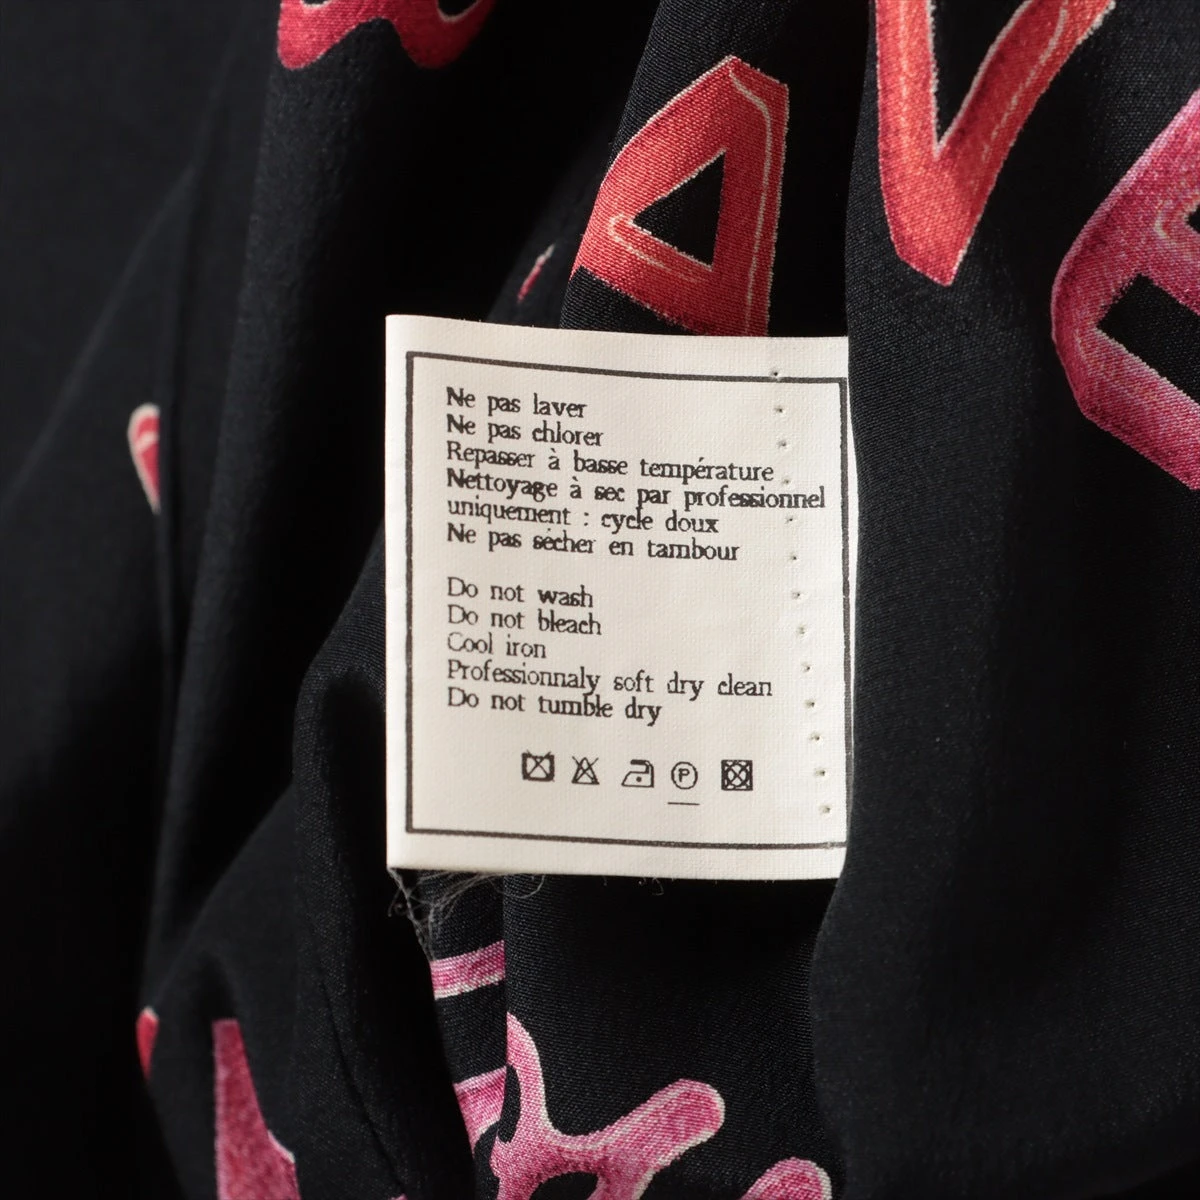 Ne pas laver
Ne pas chlorer
Repasser à basse température
Nettoyage à sec par professionnel
uniquement : cycle doux
Ne pas sècher en tambour
Do not wash
Do not bleach
Cool iron
Professionnaly soft dry clean
Do not tumble dry
P